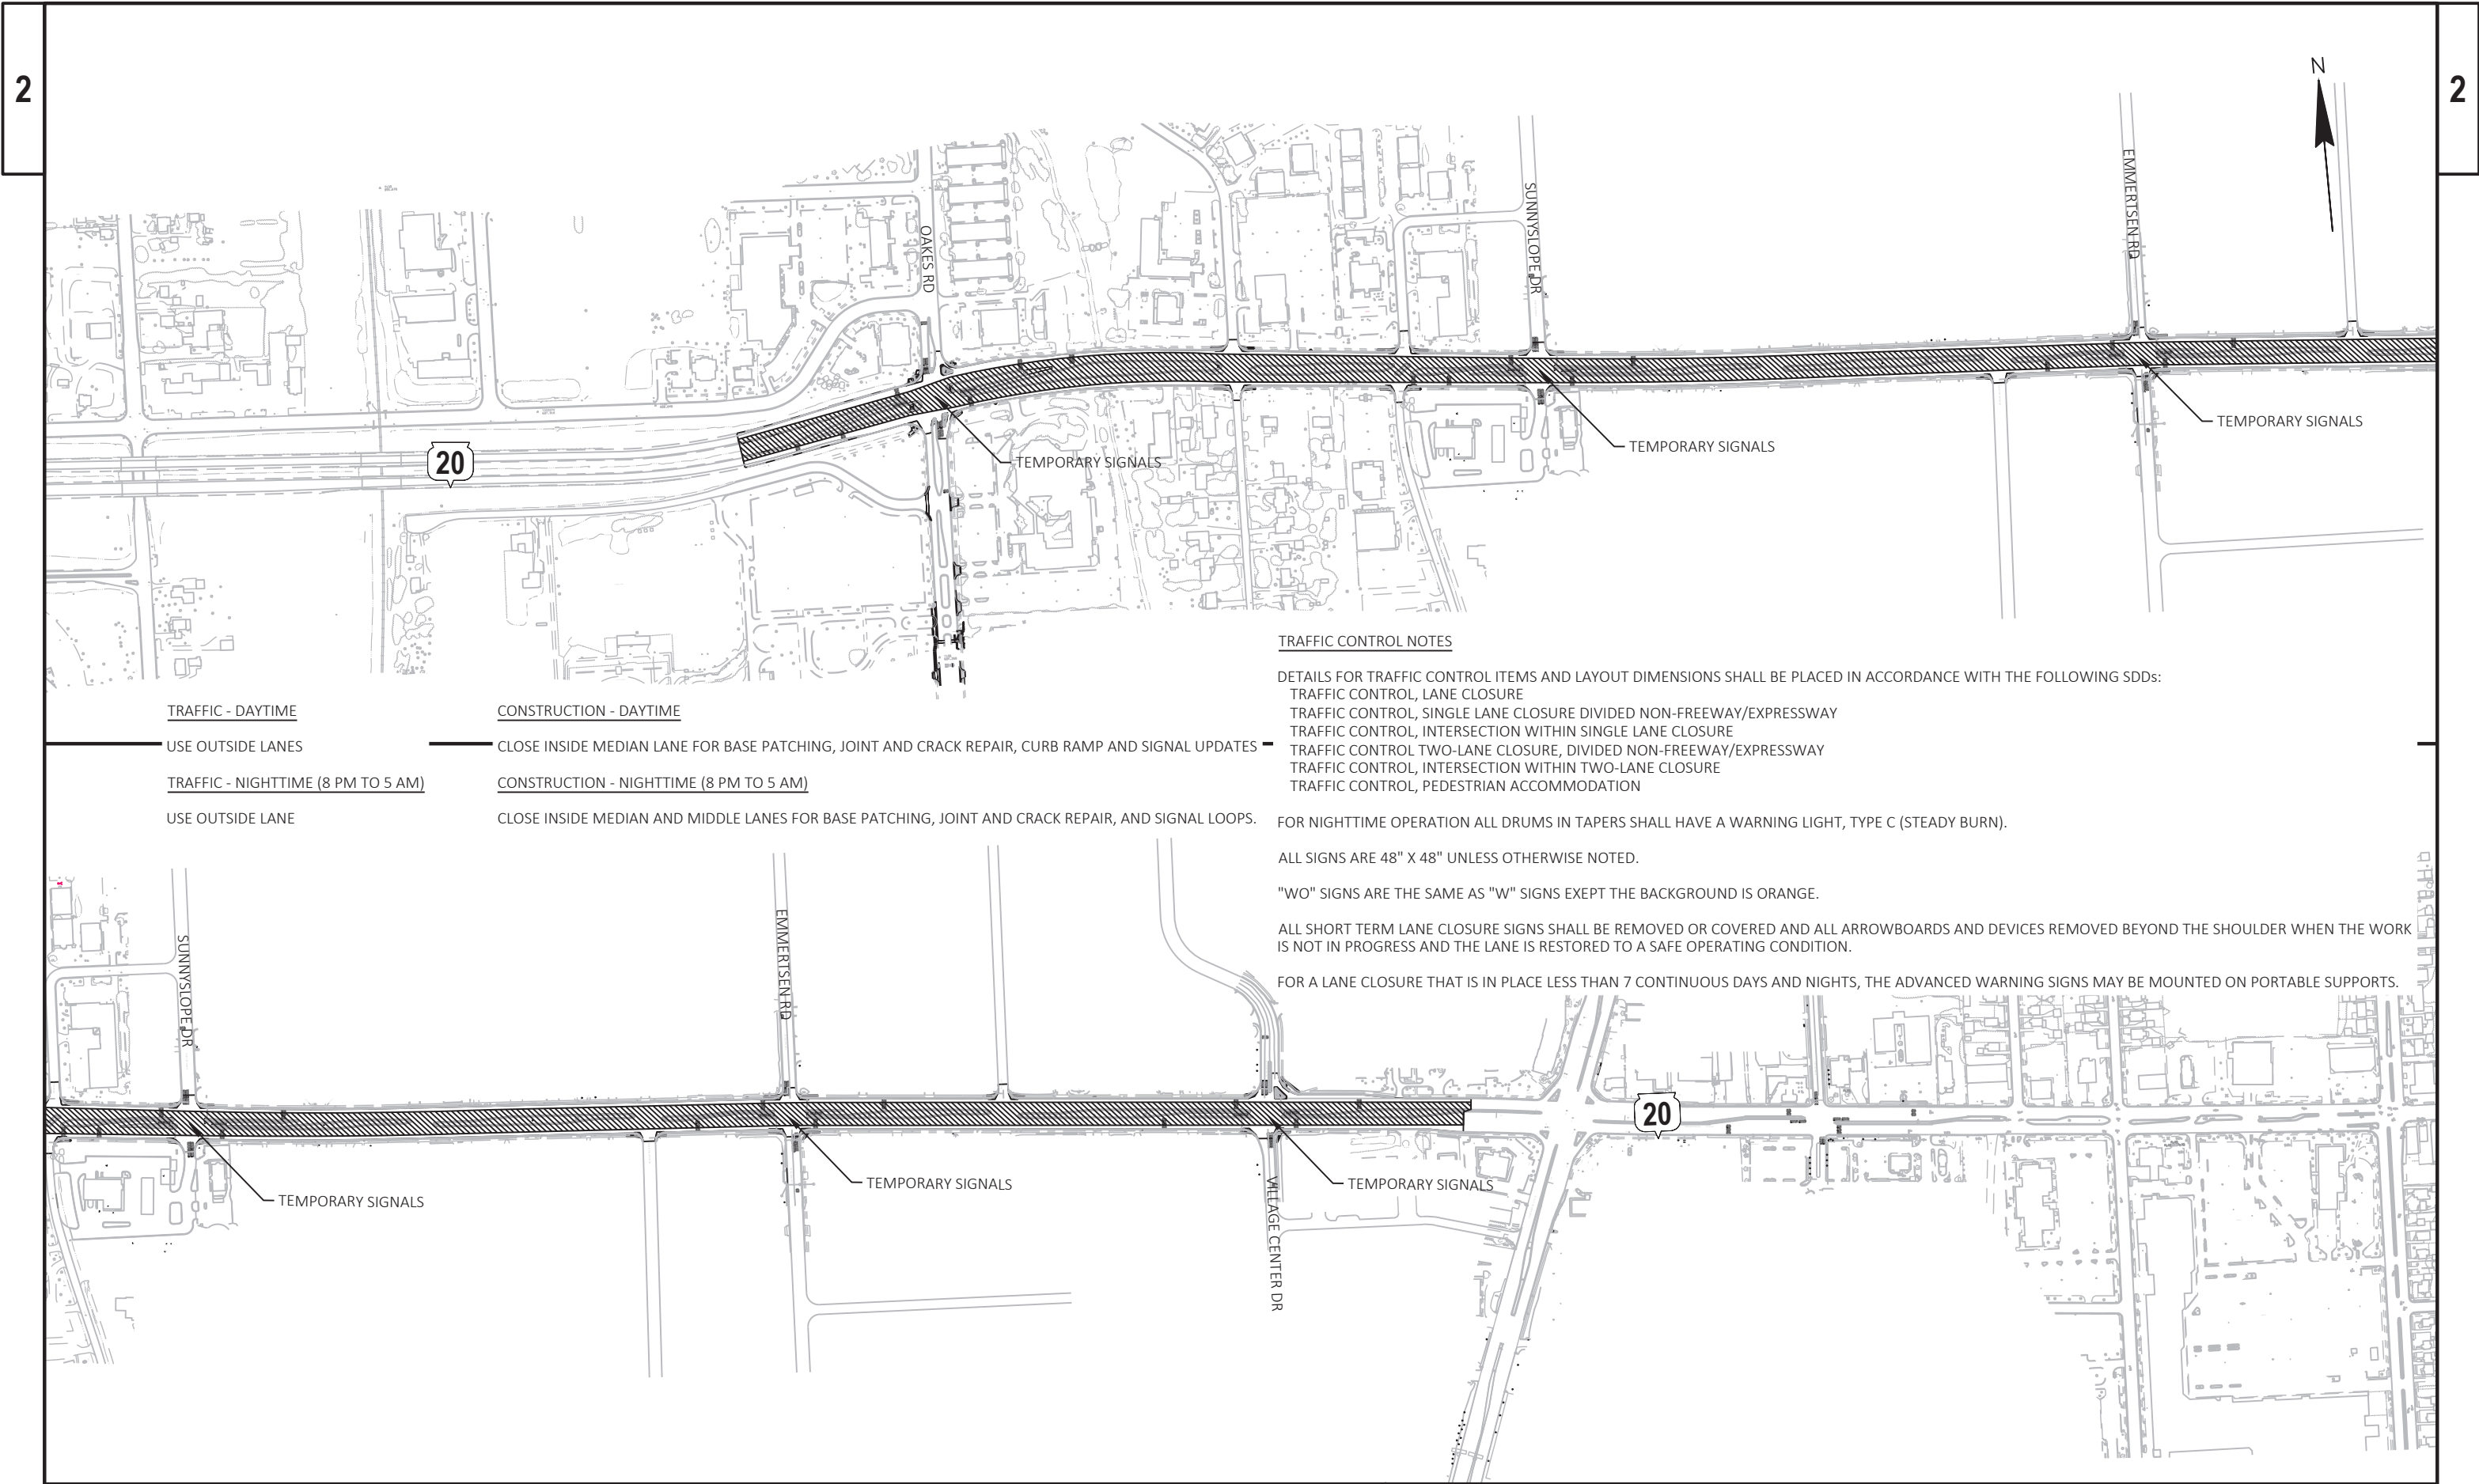 2
2
N
OAKES RD
SUNNYSLOPE DR
EMMERTSEN RD
20
TEMPORARY SIGNALS
TEMPORARY SIGNALS
TEMPORARY SIGNALS
TRAFFIC - DAYTIME
USE OUTSIDE LANES
TRAFFIC - NIGHTTIME (8 PM TO 5 AM)
USE OUTSIDE LANE
CONSTRUCTION - DAYTIME
CLOSE INSIDE MEDIAN LANE FOR BASE PATCHING, JOINT AND CRACK REPAIR, CURB RAMP AND SIGNAL UPDATES
CONSTRUCTION - NIGHTTIME (8 PM TO 5 AM)
CLOSE INSIDE MEDIAN AND MIDDLE LANES FOR BASE PATCHING, JOINT AND CRACK REPAIR, AND SIGNAL LOOPS.
TRAFFIC CONTROL NOTES
DETAILS FOR TRAFFIC CONTROL ITEMS AND LAYOUT DIMENSIONS SHALL BE PLACED IN ACCORDANCE WITH THE FOLLOWING SDDs:
TRAFFIC CONTROL, LANE CLOSURE
TRAFFIC CONTROL, SINGLE LANE CLOSURE DIVIDED NON-FREEWAY/EXPRESSWAY
TRAFFIC CONTROL, INTERSECTION WITHIN SINGLE LANE CLOSURE
TRAFFIC CONTROL TWO-LANE CLOSURE, DIVIDED NON-FREEWAY/EXPRESSWAY
TRAFFIC CONTROL, INTERSECTION WITHIN TWO-LANE CLOSURE
TRAFFIC CONTROL, PEDESTRIAN ACCOMMODATION
FOR NIGHTTIME OPERATION ALL DRUMS IN TAPERS SHALL HAVE A WARNING LIGHT, TYPE C (STEADY BURN).
ALL SIGNS ARE 48" X 48" UNLESS OTHERWISE NOTED.
"WO" SIGNS ARE THE SAME AS "W" SIGNS EXEPT THE BACKGROUND IS ORANGE.
ALL SHORT TERM LANE CLOSURE SIGNS SHALL BE REMOVED OR COVERED AND ALL ARROWBOARDS AND DEVICES REMOVED BEYOND THE SHOULDER WHEN THE WORK
IS NOT IN PROGRESS AND THE LANE IS RESTORED TO A SAFE OPERATING CONDITION.
FOR A LANE CLOSURE THAT IS IN PLACE LESS THAN 7 CONTINUOUS DAYS AND NIGHTS, THE ADVANCED WARNING SIGNS MAY BE MOUNTED ON PORTABLE SUPPORTS.
SUNNYSLOPE DR
EMMERTSEN RD
VILLAGE CENTER DR
20
TEMPORARY SIGNALS
TEMPORARY SIGNALS
TEMPORARY SIGNALS